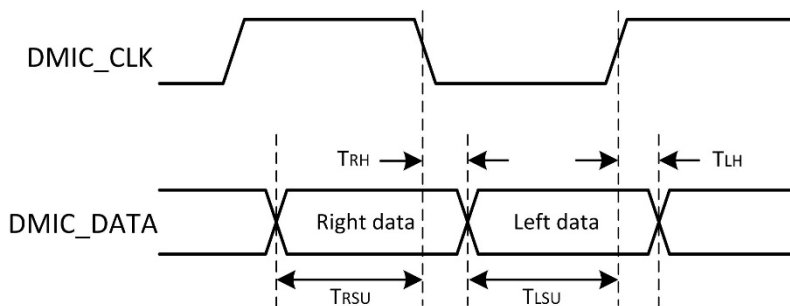 DMIC_CLK
TRH
TLH
DMIC_DATA
Right data
Left data
TRSU
TLSU